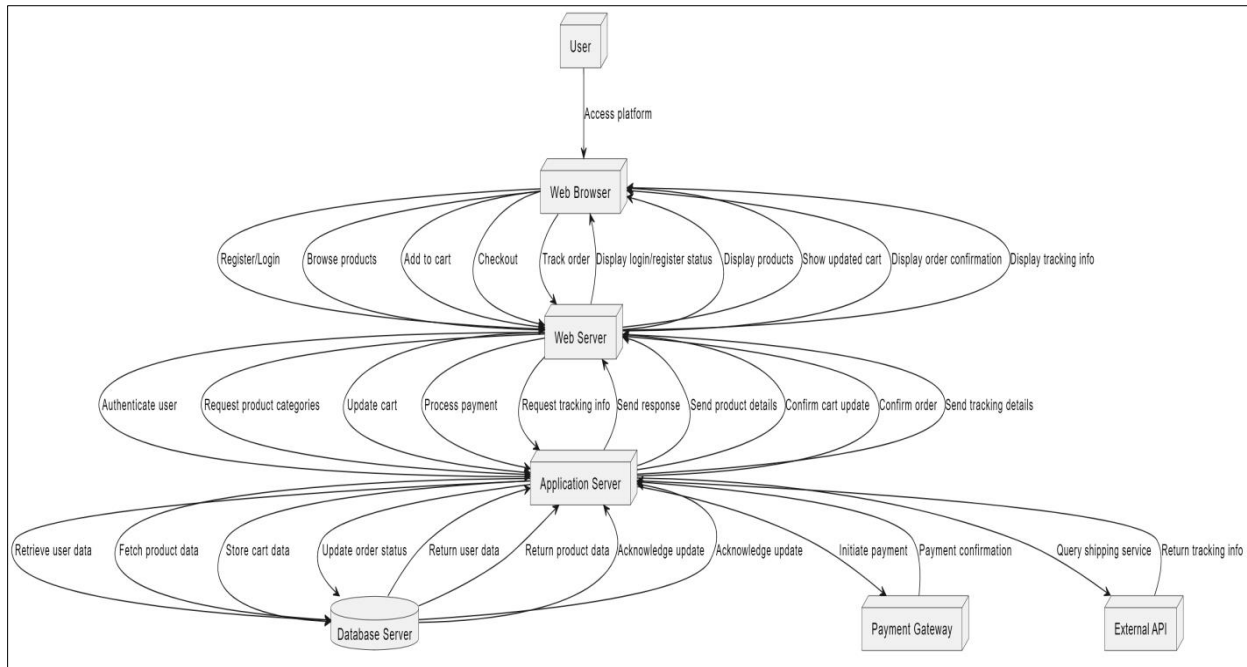 User
Access platform
Web Browser
Register/Login
Browse products
Add to cart
Checkout
Track order
Display login/register status
Display products
Show updated cart
Display order confirmation
Display tracking info
Web Server
Authenticate user
Request product categories
Update cart
Process payment
Request tracking info
Send response
Send product details
Confirm cart update
Confirm order
Send tracking details
Application Server
Retrieve user data
Fetch product data
Store cart data
Update order status
Return user data
Return product data
Acknowledge update
Acknowledge update
Initiate payment
Payment confirmation
Query shipping service
Return tracking info
Database Server
Payment Gateway
External API